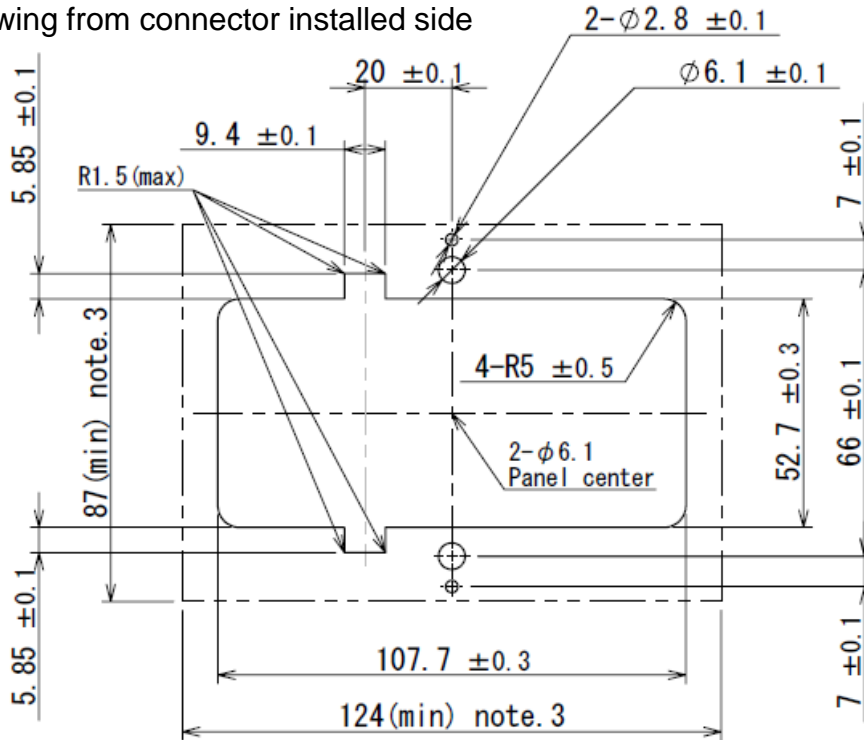 wing from connector installed side
2-φ2.8 ±0.1
20 ±0.1
φ6.1 ±0.1
9.4 ±0.1
5.85 ±0.1
7 ±0.1
R1.5(max)
87(min) note.3
4-R5 ±0.5
52.7 ±0.3
66 ±0.1
2-φ6.1
Panel center
5.85 ±0.1
7 ±0.1
107.7 ±0.3
124(min) note.3